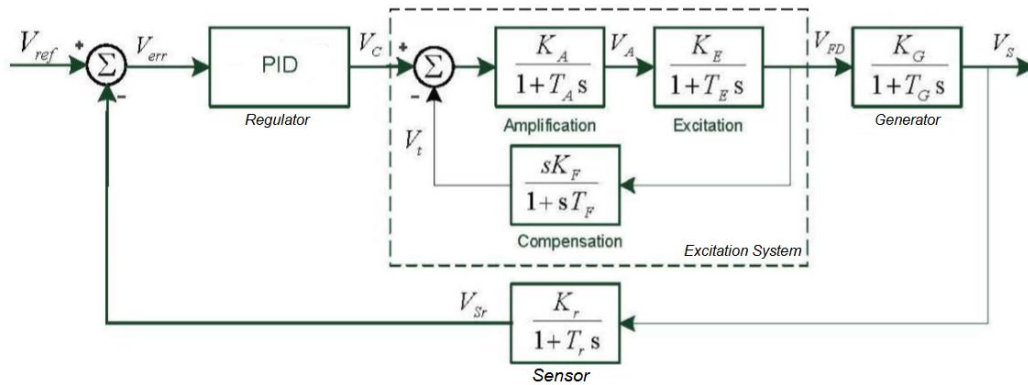 V_ref
+
Σ
-
V_err
PID
Regulator
V_C
+
Σ
-
K_A
1+T_A s
Amplification
V_A
K_E
1+T_E s
Excitation
V_FD
K_G
1+T_G s
Generator
V_S
V_t
sK_F
1+sT_F
Compensation
Excitation System
V_Sr
K_r
1+T_r s
Sensor